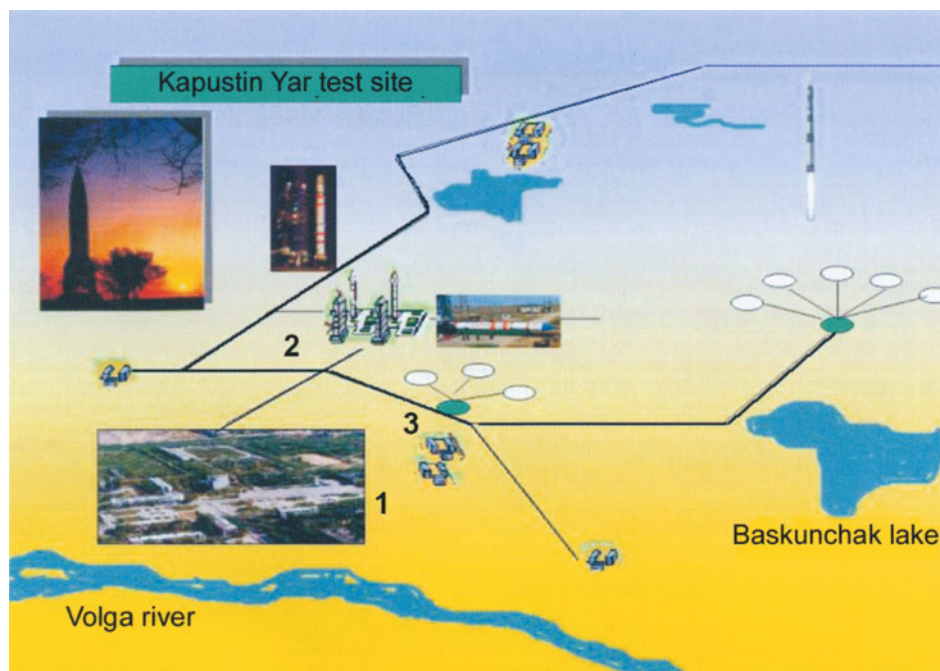 Kapustin Yar test site
2
3
1
Baskunchak lake
Volga river